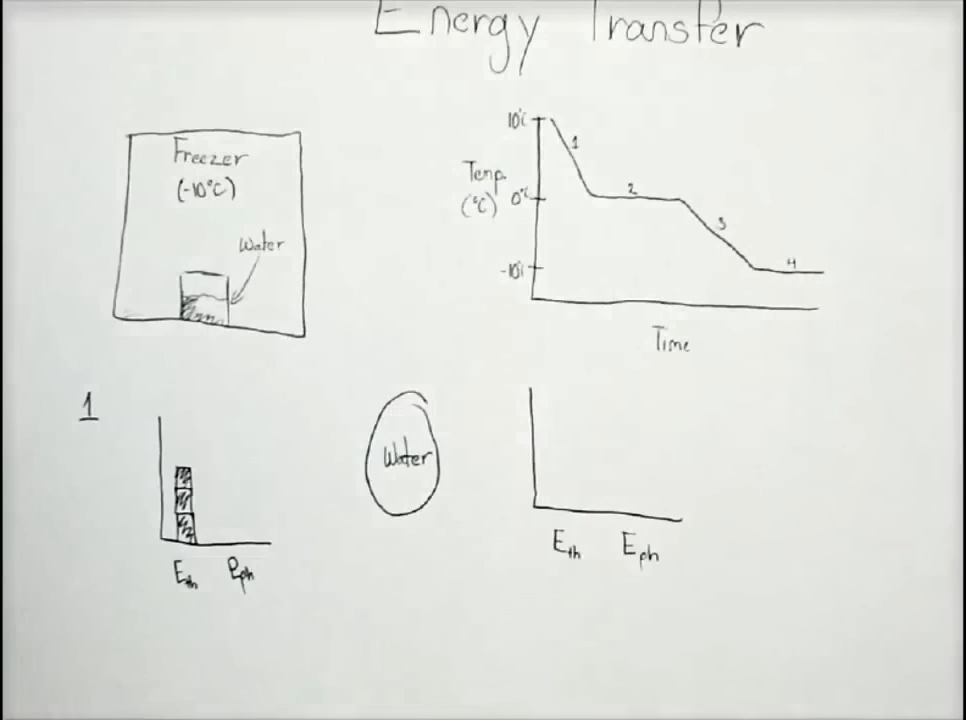 Energy Transfer
Freezer
(-10°C)
Water
Temp.
(°C)
10°C
0°C
-10°C
1
2
3
4
Time
1
Eth Eph
Water
Eth Eph